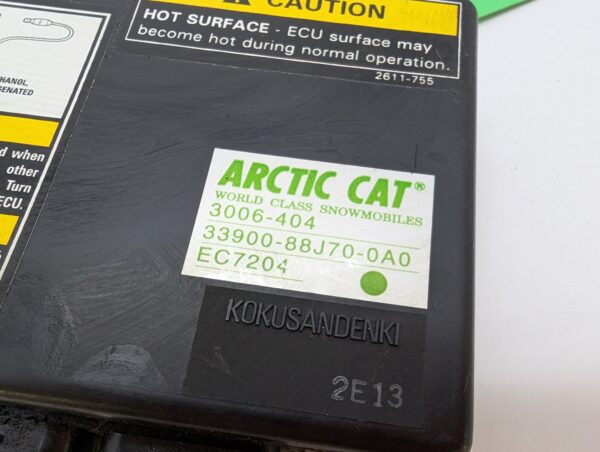 CAUTION
HOT SURFACE - ECU surface may
become hot during normal operation.
2611-755
HANOL,
GENATED
d when
other
Turn
ECU.
ARCTIC CAT®
WORLD CLASS SNOWMOBILES
3006-404
33900-88J70-0A0
EC7204
KOKUSANDENKI
2E13